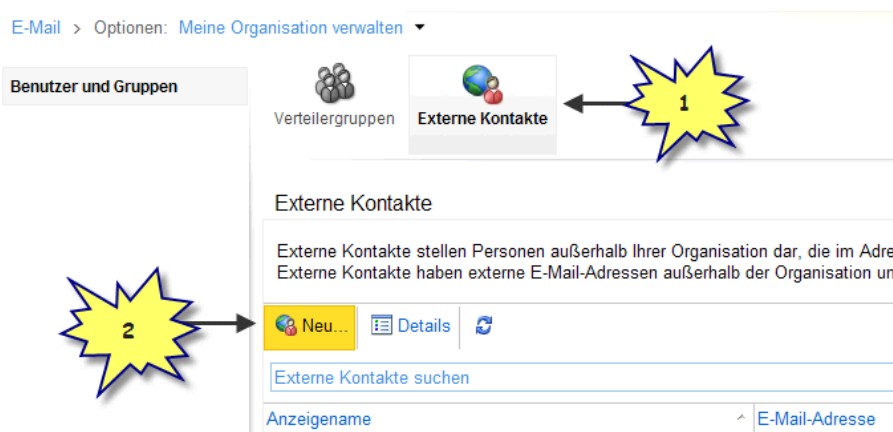 E-Mail > Optionen: Meine Organisation verwalten
Benutzer und Gruppen
Verteilergruppen
Externe Kontakte
1
Externe Kontakte
Externe Kontakte stellen Personen außerhalb Ihrer Organisation dar, die im Adre
Externe Kontakte haben externe E-Mail-Adressen außerhalb der Organisation un
2
Neu...
Details
Externe Kontakte suchen
Anzeigename
E-Mail-Adresse